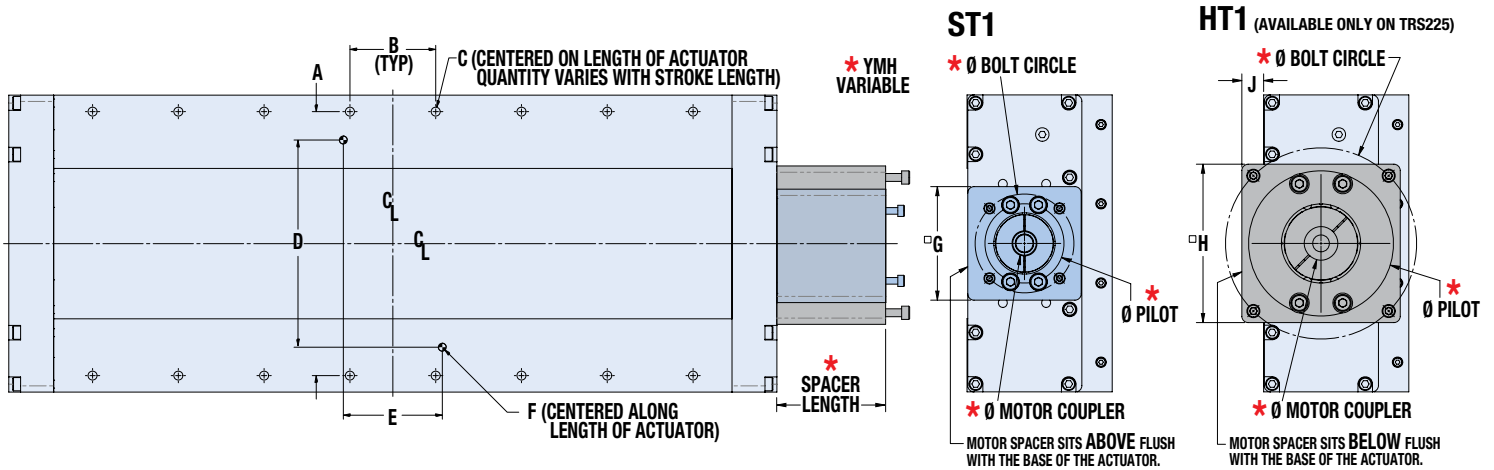 A
B
(TYP)
C (CENTERED ON LENGTH OF ACTUATOR
QUANTITY VARIES WITH STROKE LENGTH)
* YMH
VARIABLE
D
CL
CL
E
F (CENTERED ALONG
LENGTH OF ACTUATOR)
*
SPACER
LENGTH
ST1
* Ø BOLT CIRCLE
□G
*
Ø PILOT
* Ø MOTOR COUPLER
MOTOR SPACER SITS ABOVE FLUSH
WITH THE BASE OF THE ACTUATOR.
HT1 (AVAILABLE ONLY ON TRS225)
* Ø BOLT CIRCLE
J
□H
*
Ø PILOT
* Ø MOTOR COUPLER
MOTOR SPACER SITS BELOW FLUSH
WITH THE BASE OF THE ACTUATOR.